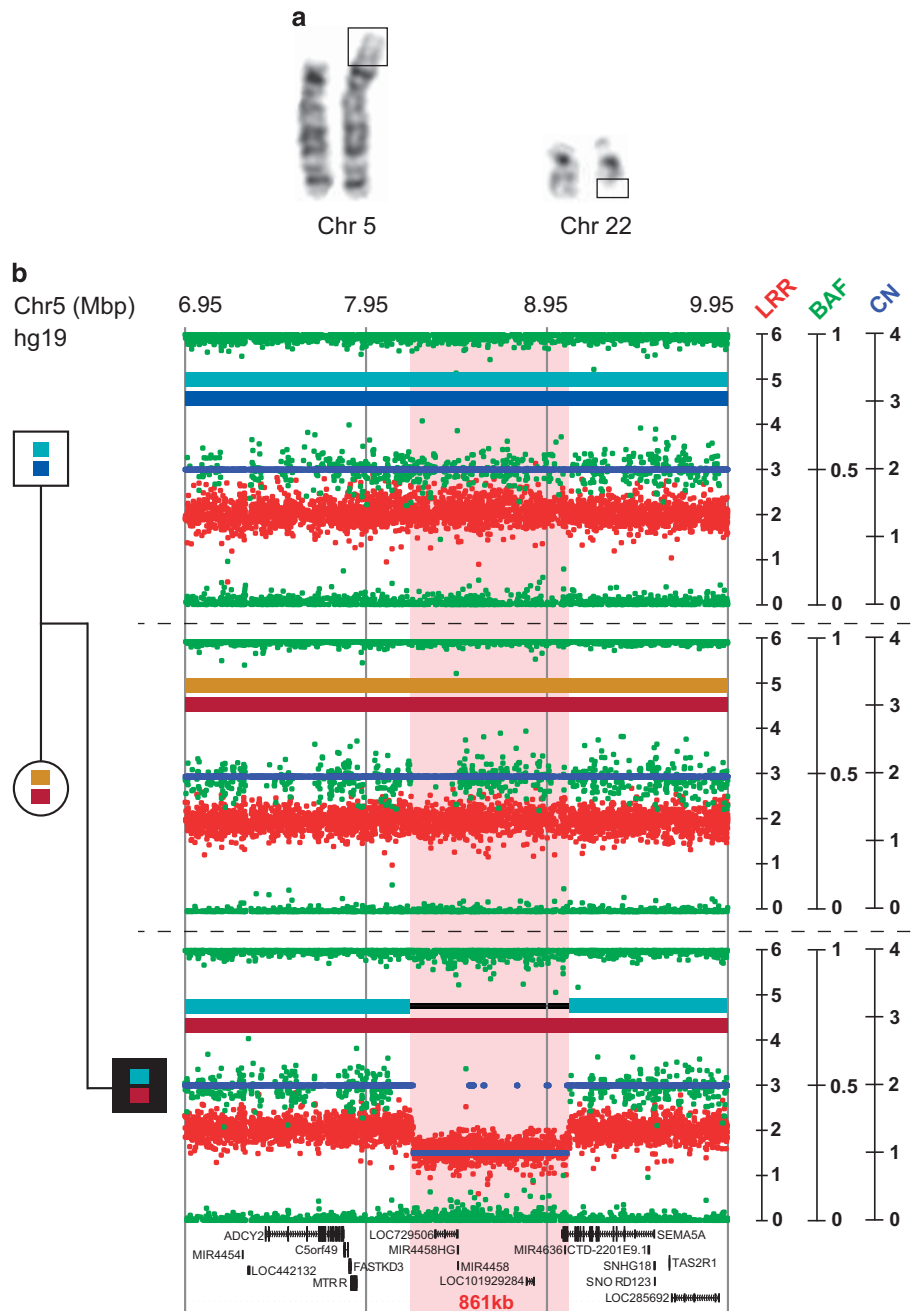 a
Chr 5
Chr 22
b
Chr5 (Mbp)
hg19
6.95 7.95 8.95 9.95
LRR BAF CN
6 1 4
5
3
4
3 0.5 2
2
1
1
0 0 0
6 1 4
5
3
4
3 0.5 2
2
1
1
0 0 0
6 1 4
5
3
4
3 0.5 2
2
1
1
0 0 0
ADCY2 LOC729506 SEMA5A
MIR4454 C5orf49 MIR4458HG MIR4636 CTD-2201E9.1
LOC442132 FASTKD3 MIR4458 SNHG18 TAS2R1
MTRR LOC101929284 SNORD123
861kb LOC285692